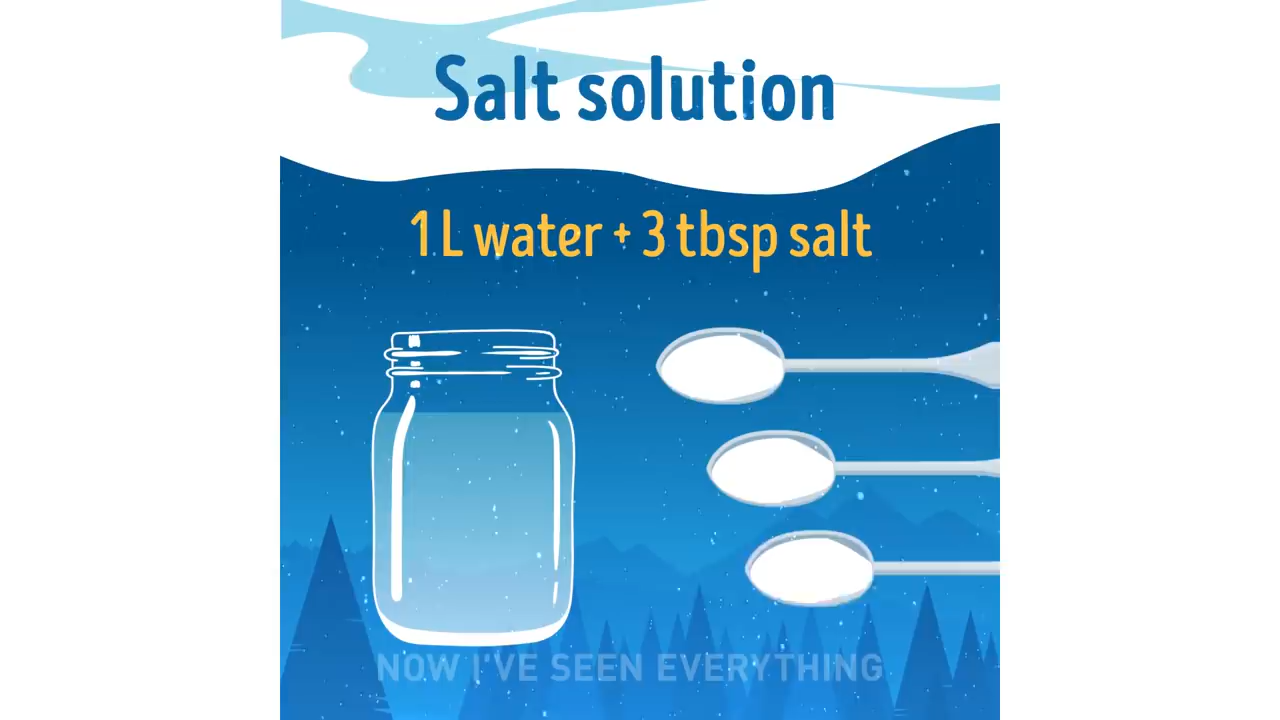 Salt solution
1 L water + 3 tbsp salt
NOW I'VE SEEN EVERYTHING